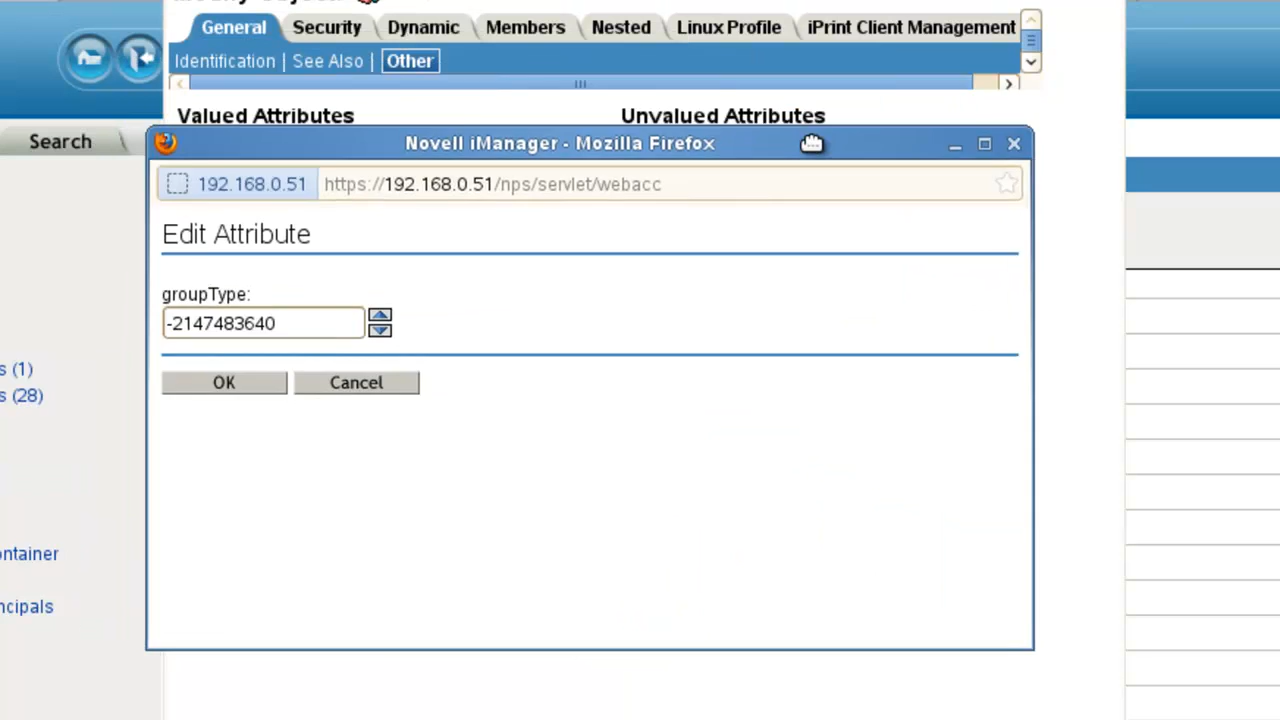 General Security Dynamic Members Nested Linux Profile iPrint Client Management
Identification | See Also | Other
Valued Attributes Unvalued Attributes
Search
Novell iManager - Mozilla Firefox
192.168.0.51 https://192.168.0.51/nps/servlet/webacc
Edit Attribute
groupType:
-2147483640
OK Cancel
s (1)
s (28)
ontainer
ncipals